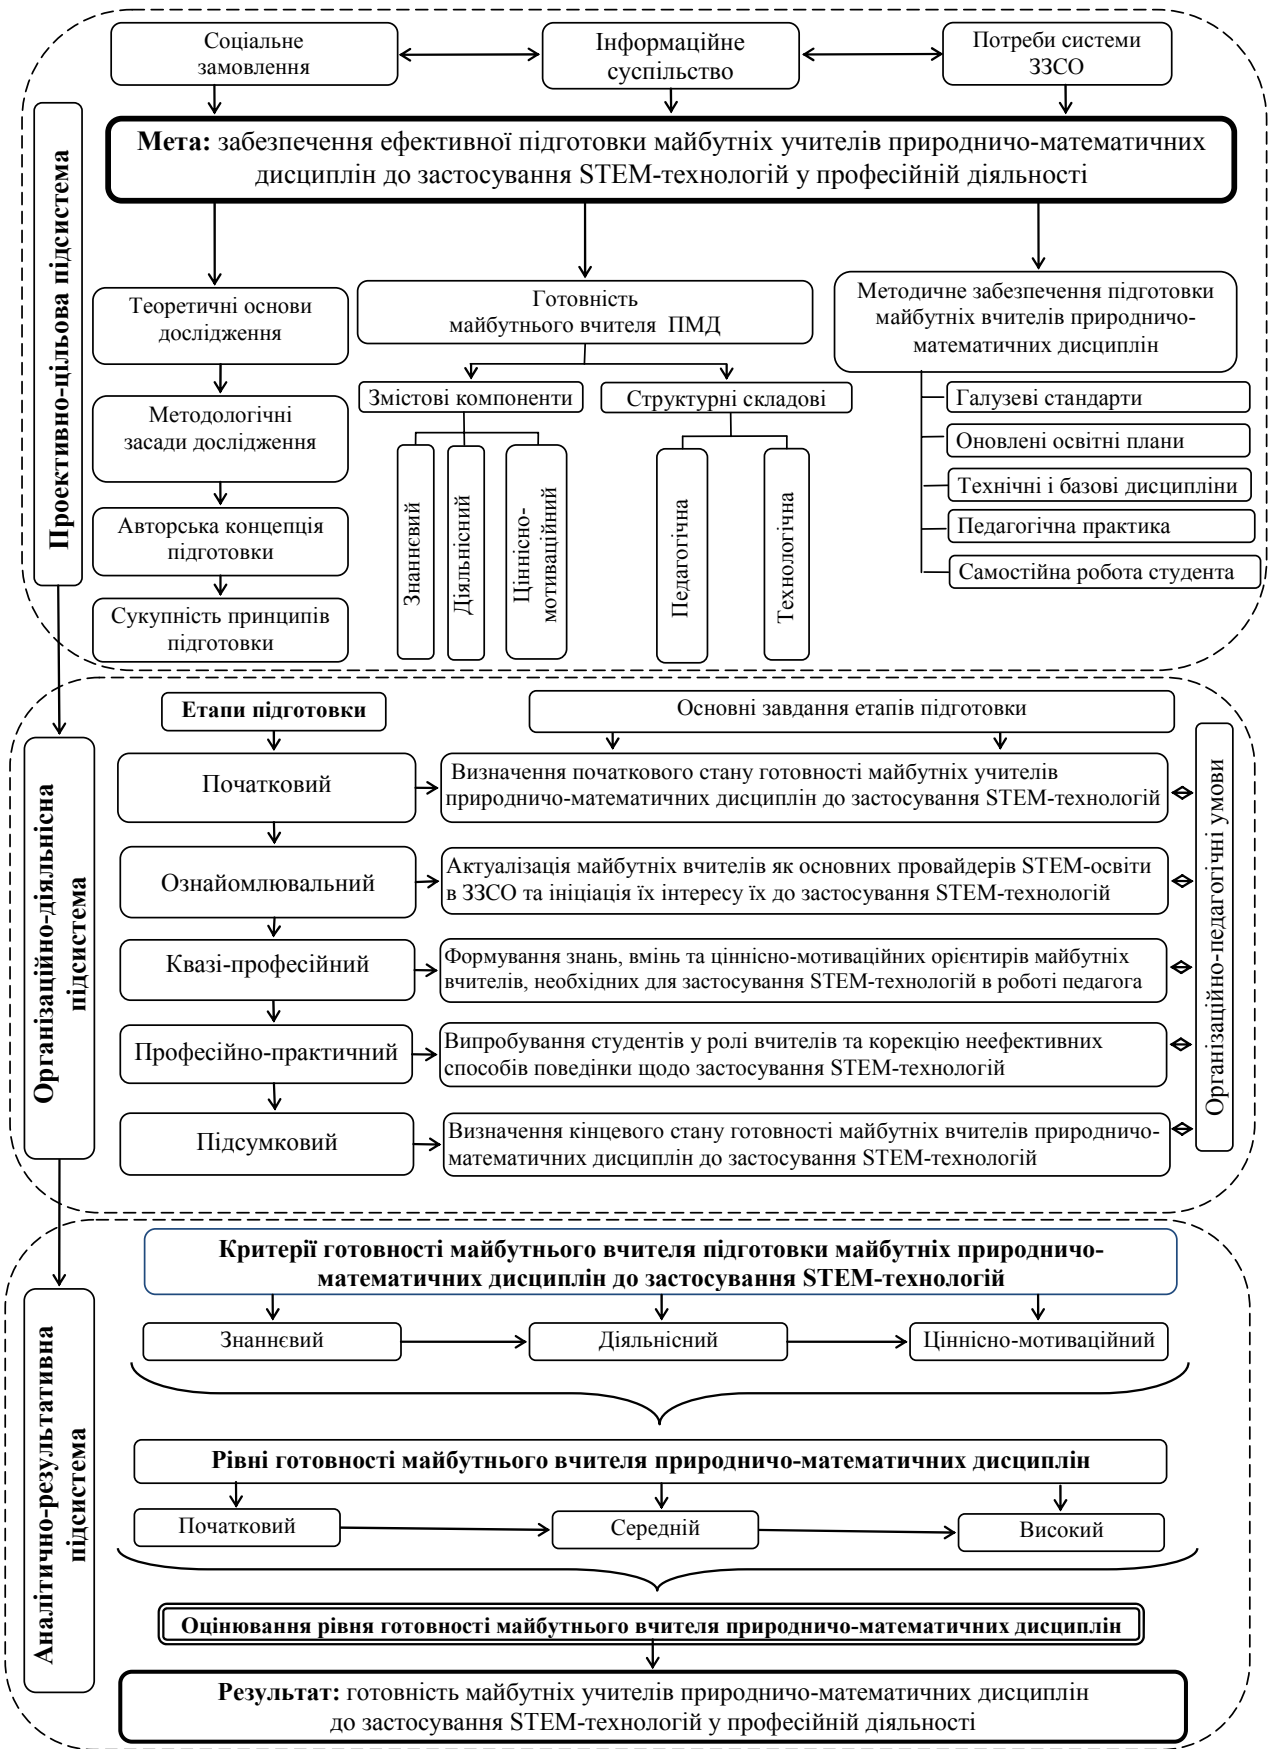 Соціальне
замовлення
Інформаційне
суспільство
Потреби системи
ЗЗСО
Проективно-цільова підсистема
Мета: забезпечення ефективної підготовки майбутніх учителів природничо-математичних
дисциплін до застосування STEM-технологій у професійній діяльності
Теоретичні основи
дослідження
Методологічні
засади дослідження
Авторська концепція
підготовки
Сукупність принципів
підготовки
Готовність
майбутнього вчителя ПМД
Змістові компоненти
Структурні складові
Знаннєвий
Діяльнісний
Ціннісно-
мотиваційний
Педагогічна
Технологічна
Методичне забезпечення підготовки
майбутніх вчителів природничо-
математичних дисциплін
Галузеві стандарти
Оновлені освітні плани
Технічні і базові дисципліни
Педагогічна практика
Самостійна робота студента
Організаційно-діяльнісна
підсистема
Етапи підготовки
Основні завдання етапів підготовки
Початковий
Визначення початкового стану готовності майбутніх учителів
природничо-математичних дисциплін до застосування STEM-технологій
Ознайомлювальний
Актуалізація майбутніх вчителів як основних провайдерів STEM-освіти
в ЗЗСО та ініціація їх інтересу їх до застосування STEM-технологій
Квазі-професійний
Формування знань, вмінь та ціннісно-мотиваційних орієнтирів майбутніх
вчителів, необхідних для застосування STEM-технологій в роботі педагога
Професійно-практичний
Випробування студентів у ролі вчителів та корекцію неефективних
способів поведінки щодо застосування STEM-технологій
Підсумковий
Визначення кінцевого стану готовності майбутніх вчителів природничо-
математичних дисциплін до застосування STEM-технологій
Організаційно-педагогічні умови
Аналітично-результативна
підсистема
Критерії готовності майбутнього вчителя підготовки майбутніх природничо-
математичних дисциплін до застосування STEM-технологій
Знаннєвий
Діяльнісний
Ціннісно-мотиваційний
Рівні готовності майбутнього вчителя природничо-математичних дисциплін
Початковий
Середній
Високий
Оцінювання рівня готовності майбутнього вчителя природничо-математичних дисциплін
Результат: готовність майбутніх учителів природничо-математичних дисциплін
до застосування STEM-технологій у професійній діяльності